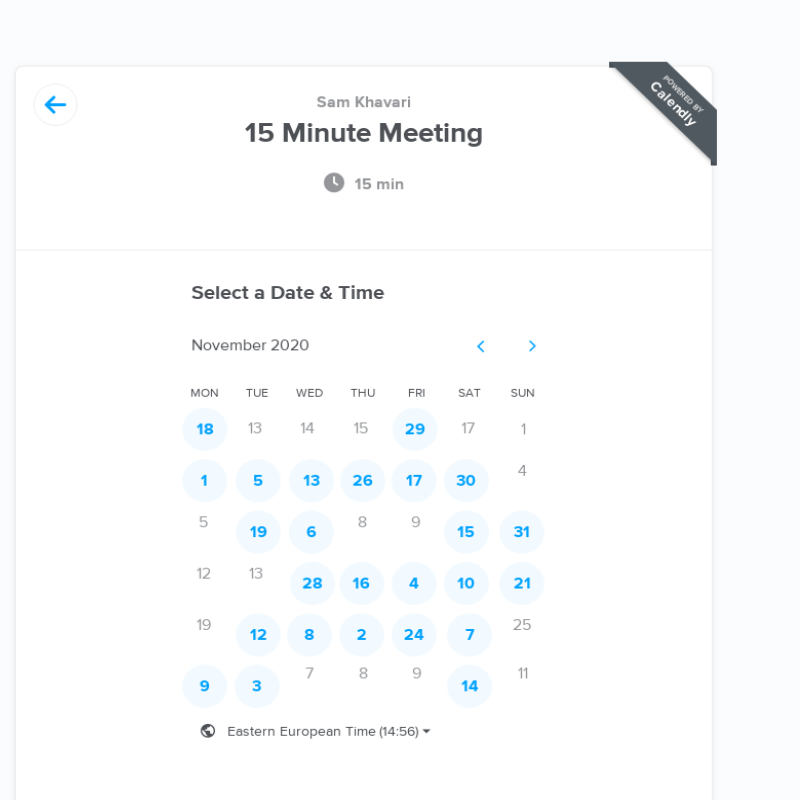 Sam Khavari
POWERED BY
Calendly
15 Minute Meeting
15 min
Select a Date & Time
November 2020
MON TUE WED THU FRI SAT SUN
18 13 14 15 29 17 1
1 5 13 26 17 30 4
5 19 6 8 9 15 31
12 13 28 16 4 10 21
19 12 8 2 24 7 25
9 3 7 8 9 14 11
Eastern European Time (14:56)